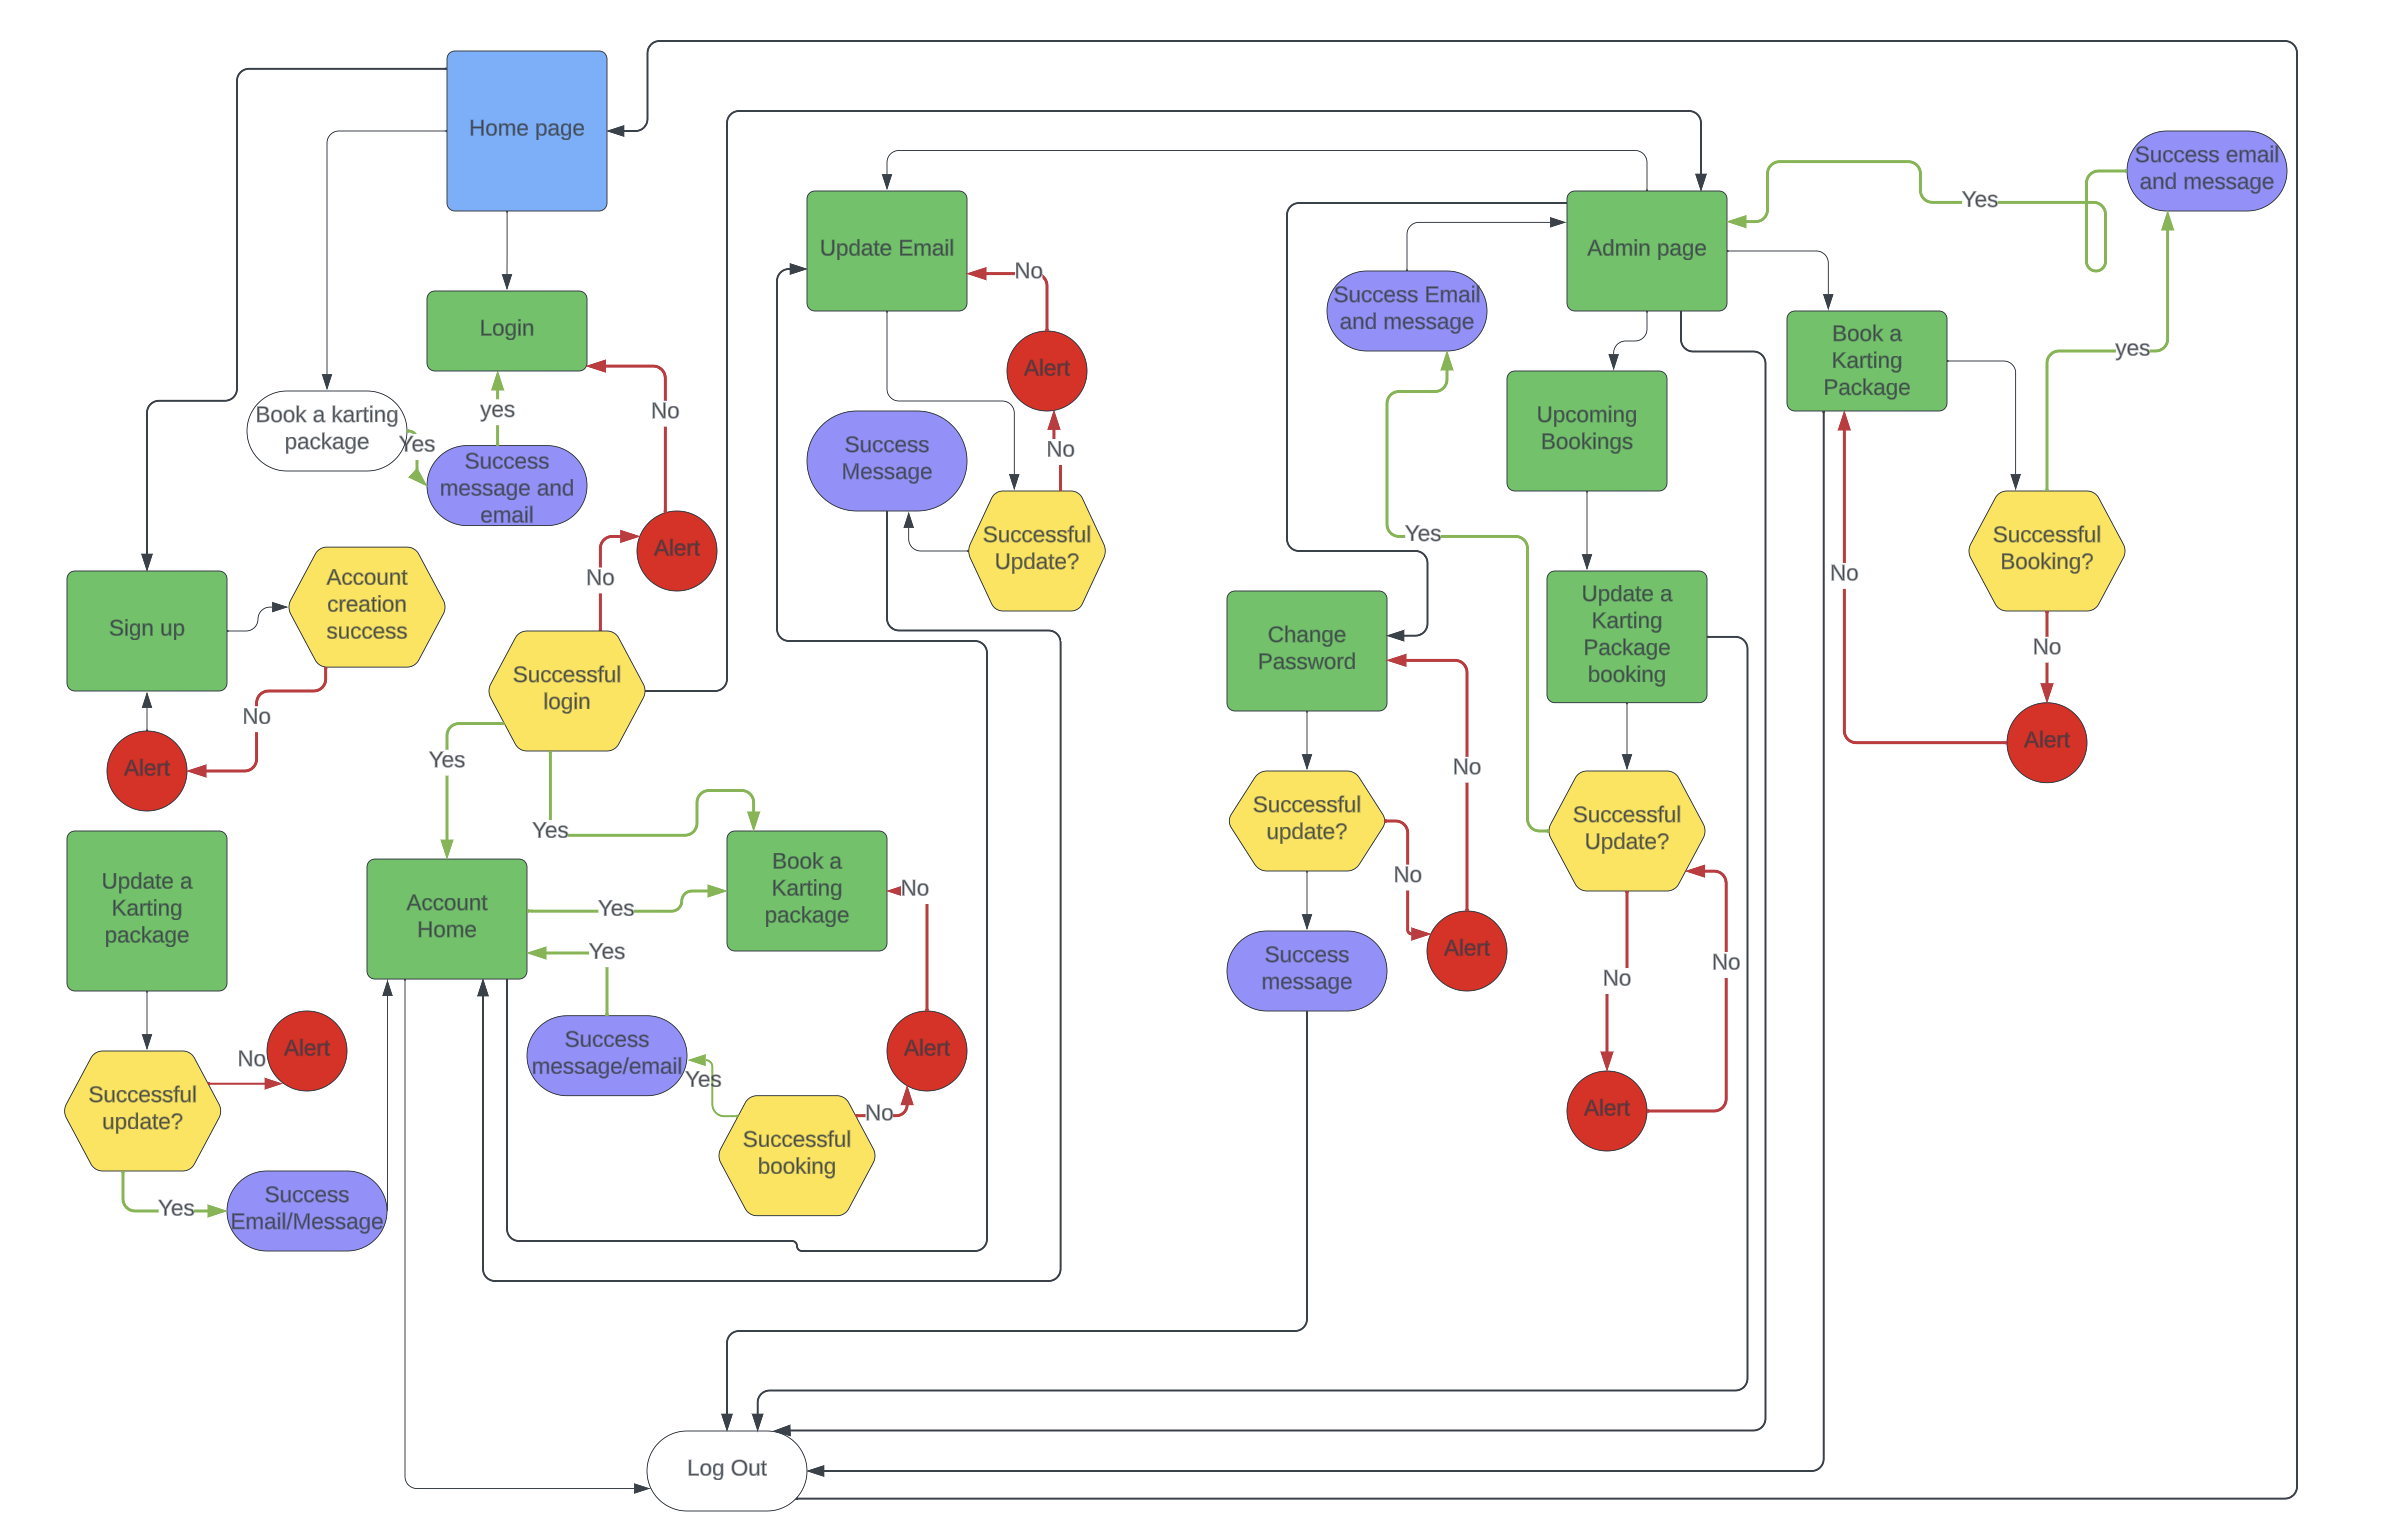 Home page
Success email
and message
Yes
Update Email
Admin page
No
Success Email
and message
Login
Book a
Karting
Package
yes
Alert
yes
No
Book a karting
package
Yes
Upcoming
Bookings
Success
Message
No
Success
message and
email
Successful
Update?
Yes
Successful
Booking?
Alert
No
No
Account
creation
success
Sign up
Update a
Karting
Package
booking
Change
Password
No
Successful
login
No
Alert
Alert
Yes
No
Successful
update?
Successful
Update?
Yes
Update a
Karting
package
Book a
Karting
package
No
No
Account
Home
Yes
Yes
Alert
Success
message
No
No
Success
message/email
Alert
Alert
No
Yes
Successful
update?
No
Alert
Successful
booking
Success
Email/Message
Yes
Log Out